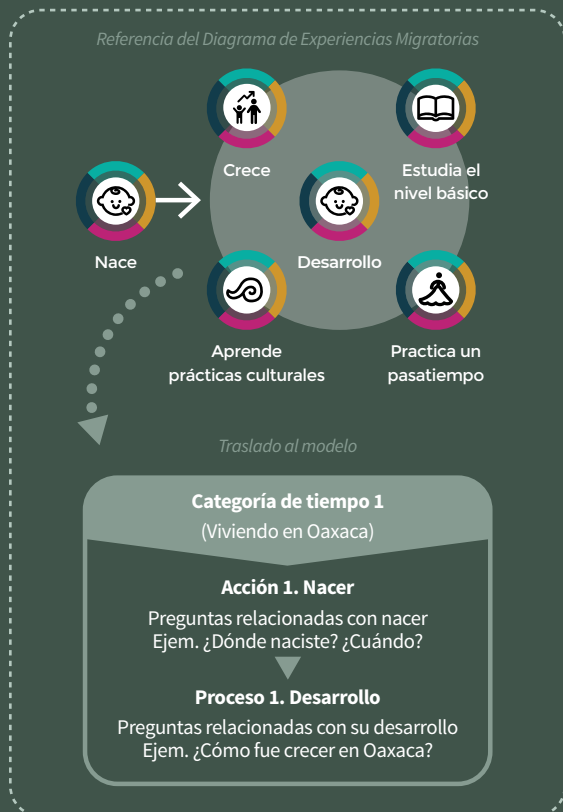 Referencia del Diagrama de Experiencias Migratorias
Crece
Estudia el
nivel básico
Nace
Desarrollo
Aprende
prácticas culturales
Practica un
pasatiempo
Traslado al modelo
Categoría de tiempo 1
(Viviendo en Oaxaca)
Acción 1. Nacer
Preguntas relacionadas con nacer
Ejem. ¿Dónde naciste? ¿Cuándo?
Proceso 1. Desarrollo
Preguntas relacionadas con su desarrollo
Ejem. ¿Cómo fue crecer en Oaxaca?